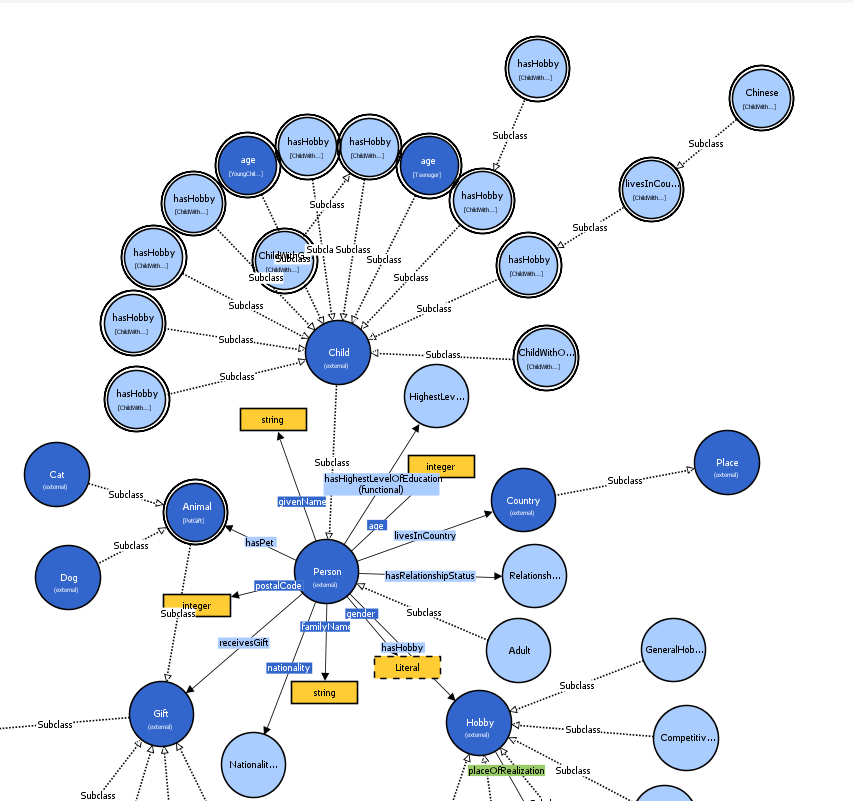 hasHobby
[ChildWith...]
Chinese
[ChildWith...]
Subclass
Subclass
hasHobby
[ChildWith...]
hasHobby
[ChildWith...]
age
[YoungChil...]
age
[Teenager]
hasHobby
[ChildWith...]
livesInCou...
[ChildWith...]
hasHobby
[ChildWith...]
Subclass
Subclass
hasHobby
[ChildWith...]
ChildWithO...
[ChildWith...]
Subcla
Subclass
Subclass
Subclass
Subclass
hasHobby
[ChildWith...]
Subclass
Subclass
Subclass
hasHobby
[ChildWith...]
Subclass
Child
(external)
Subclass
ChildWithO...
[ChildWith...]
Subclass
hasHobby
[ChildWith...]
HighestLev...
string
Subclass
integer
Place
(external)
Cat
(external)
hasHighestLevelOfEducation
(functional)
Subclass
Subclass
givenName
Country
(external)
Animal
[PetGift]
age
livesInCountry
hasPet
Subclass
Dog
(external)
Person
(external)
hasRelationshipStatus
Relationsh...
postalCode
integer
Subclass
gender
Subclass
familyName
receivesGift
hasHobby
Adult
GeneralHob...
nationality
Literal
Subclass
string
Gift
(external)
Subclass
Hobby
(external)
Subclass
Competitiv...
Nationalit...
placeOfRealization
Subclass
Subclass